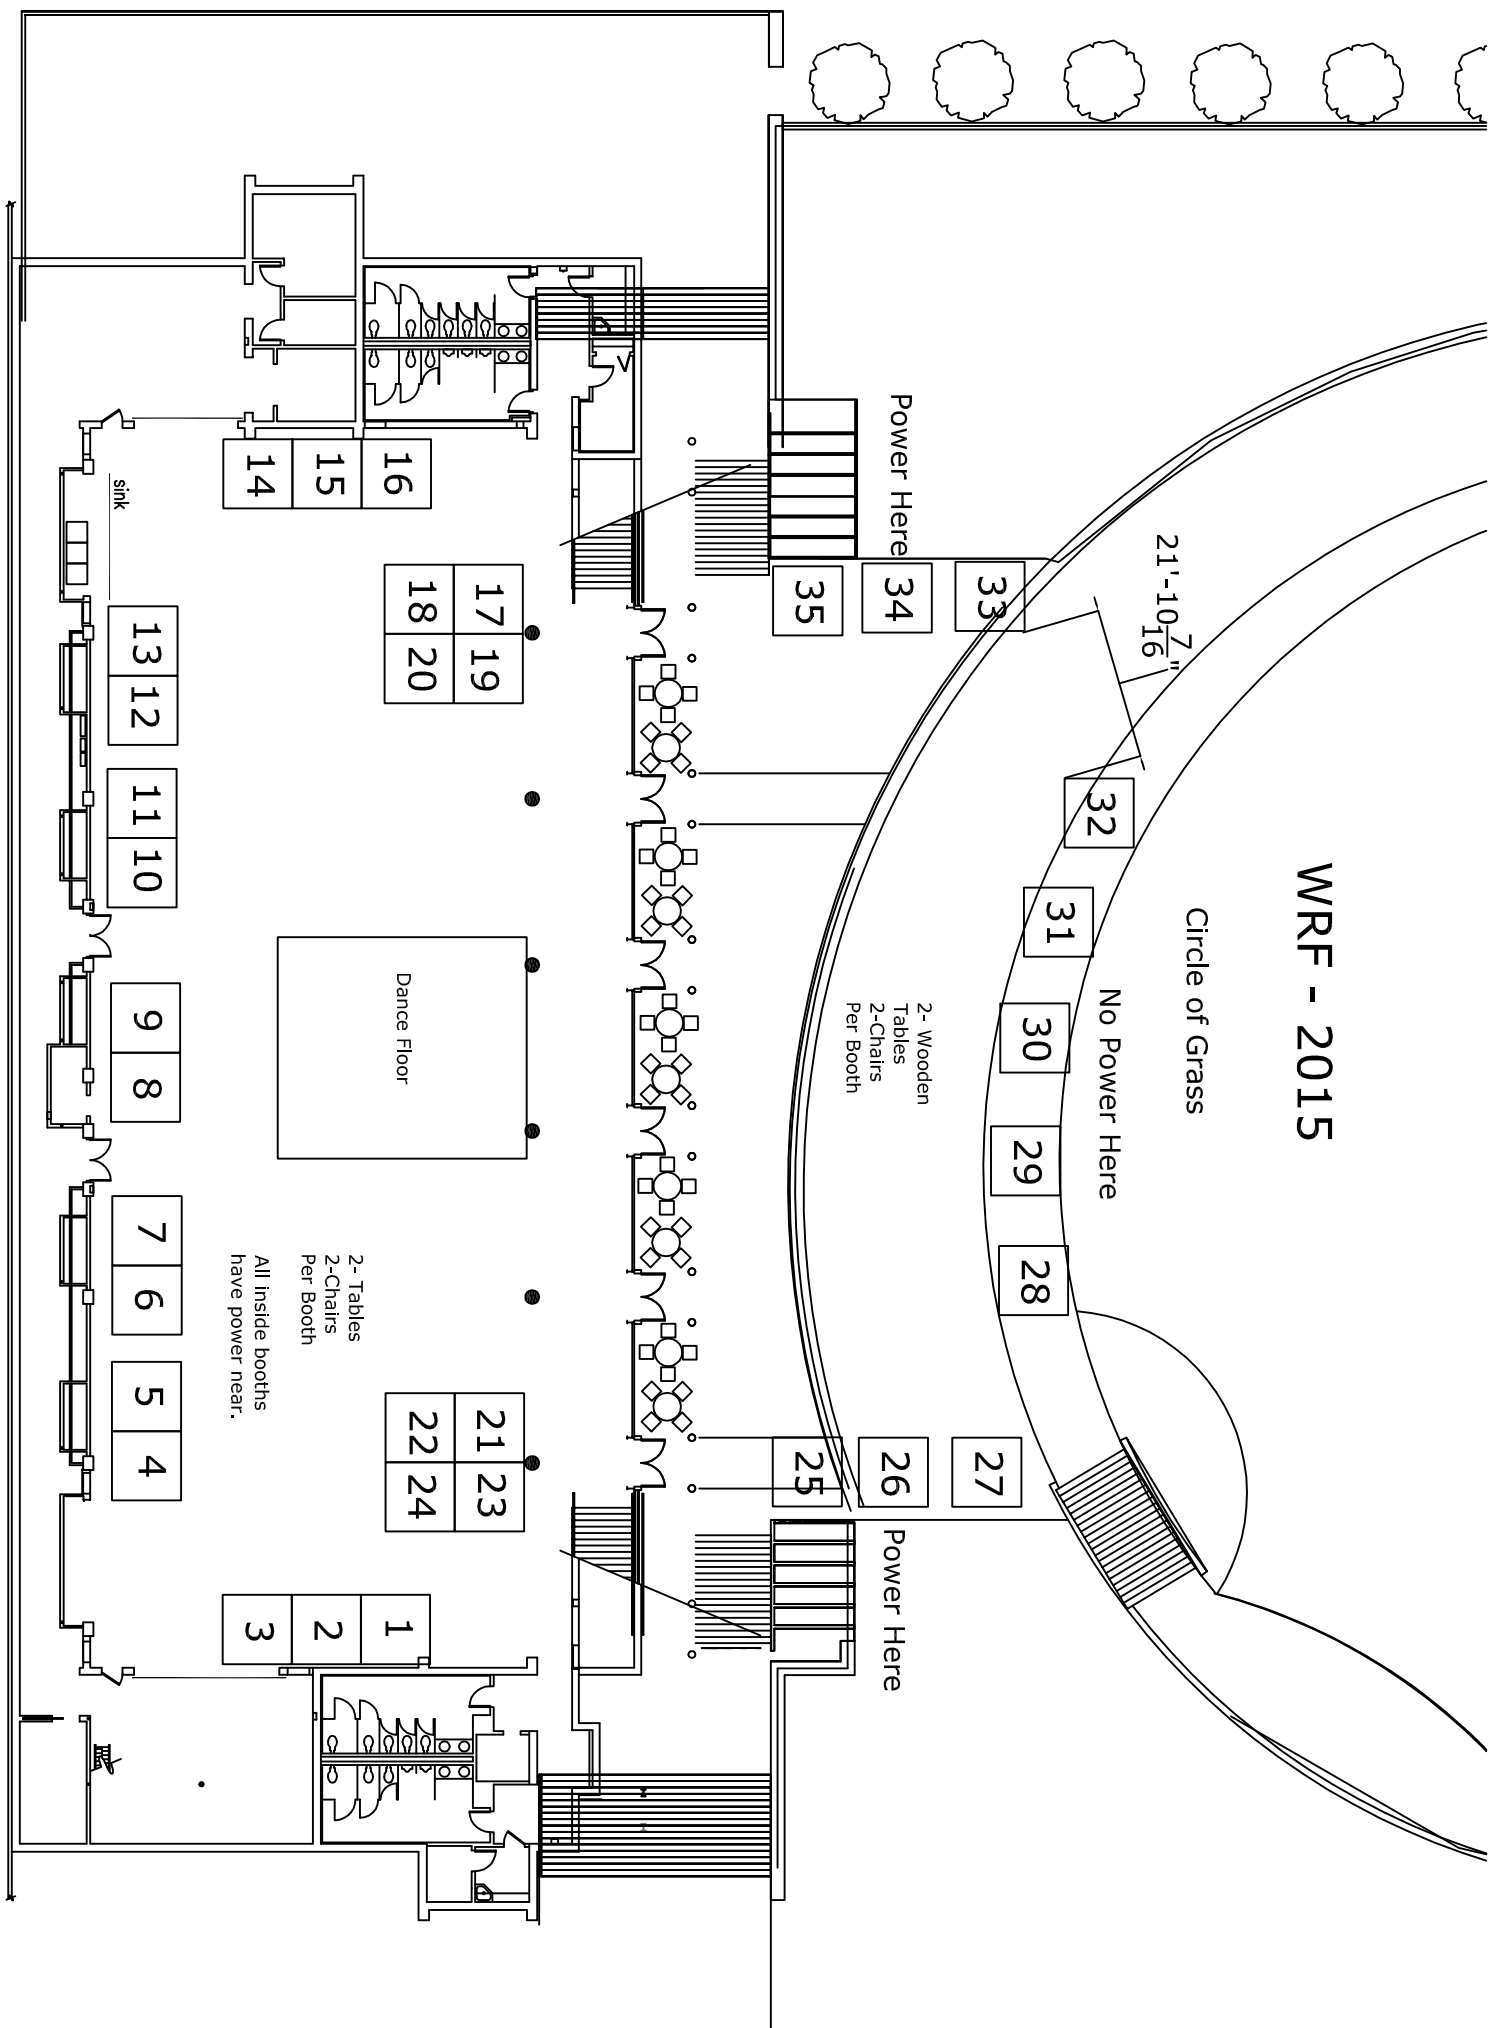 WRF - 2015
Circle of Grass
21'-10 7/16"
No Power Here
32
31
30
29
28
33
27
2- Wooden
Tables
2-Chairs
Per Booth
Power Here
Power Here
34
26
35
25
17 19
18 20
21 23
22 24
16
15
14
1
2
3
Dance Floor
2- Tables
2-Chairs
Per Booth
All inside booths
have power near.
sink
13 12
11 10
9 8
7 6
5 4